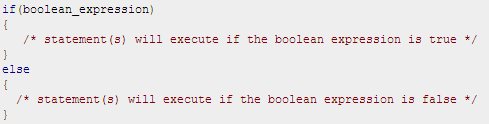 if(boolean_expression)
{
   /* statement(s) will execute if the boolean expression is true */
}
else
{
  /* statement(s) will execute if the boolean expression is false */
}